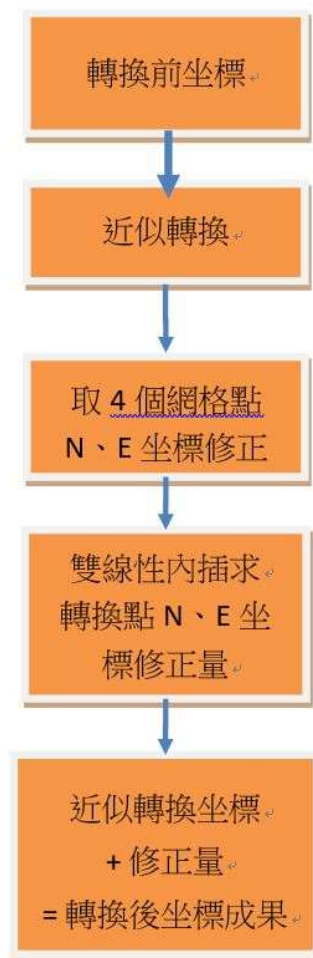 轉換前坐標
近似轉換
取 4 個網格點
N、E 坐標修正
雙線性內插求
轉換點 N、E 坐
標修正量
近似轉換坐標
+ 修正量
= 轉換後坐標成果